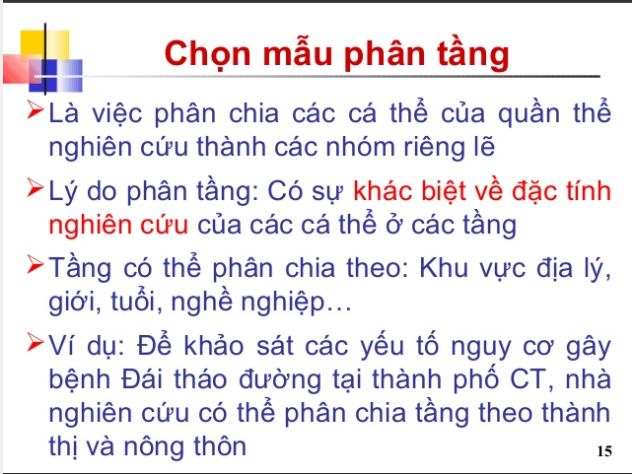 Chọn mẫu phân tầng
Là việc phân chia các cá thể của quần thể
nghiên cứu thành các nhóm riêng lẽ
Lý do phân tầng: Có sự khác biệt về đặc tính
nghiên cứu của các cá thể ở các tầng
Tầng có thể phân chia theo: Khu vực địa lý,
giới, tuổi, nghề nghiệp…
Ví dụ: Để khảo sát các yếu tố nguy cơ gây
bệnh Đái tháo đường tại thành phố CT, nhà
nghiên cứu có thể phân chia tầng theo thành
thị và nông thôn
15